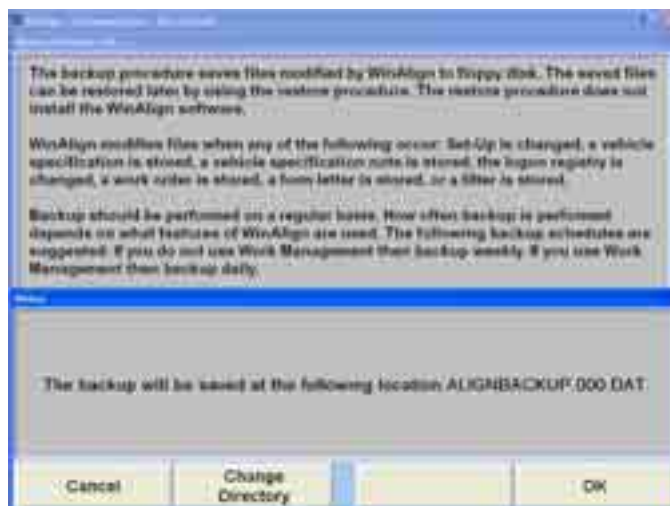 The backup procedure saves files modified by WinAlign to floppy disk. The saved files
can be restored later by using the restore procedure. The restore procedure does not
install the WinAlign software.
WinAlign modifies files when any of the following occur: Set-Up is changed, a vehicle
specification is stored, a vehicle specification note is stored, the logon registry is
changed, a work order is stored, a form letter is stored, or a filter is stored.
Backup should be performed on a regular basis. How often backup is performed
depends on what features of WinAlign are used. The following backup schedules are
suggested: If you do not use Work Management then backup weekly. If you use Work
Management then backup daily.
The backup will be saved at the following location ALIGNBACKUP.000.DAT
Cancel
Change
Directory
OK